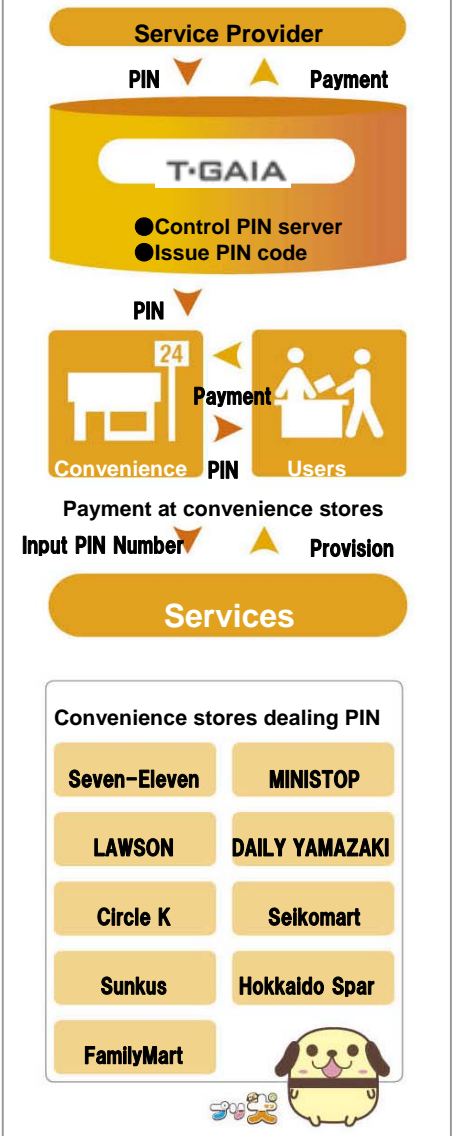 Service Provider
PIN
Payment
T·GAIA
●Control PIN server
●Issue PIN code
PIN
24
Payment
PIN
Convenience
Users
Payment at convenience stores
Input PIN Number
Provision
Services
Convenience stores dealing PIN
Seven-Eleven
MINISTOP
LAWSON
DAILY YAMAZAKI
Circle K
Seikomart
Sunkus
Hokkaido Spar
FamilyMart